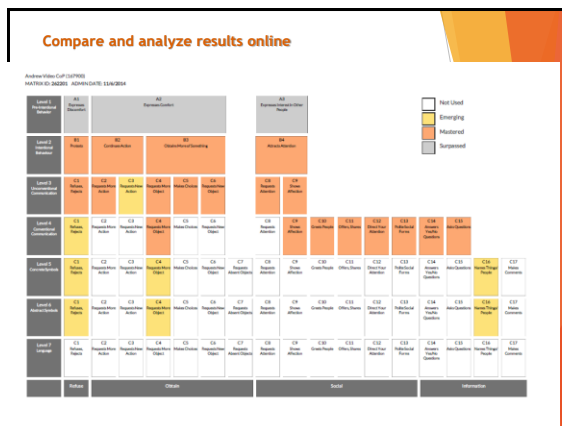 Compare and analyze results online
Andrew Video CoP (167900)
MATRIX ID: 262201 ADMIN DATE: 11/6/2014
Not Used
Emerging
Mastered
Surpassed
Level 1
Pre-Intentional
Behavior
A1
Expresses
Discomfort
A2
Expresses Comfort
A3
Expresses Interest in Other
People
Level 2
Intentional
Behavior
B1
Protests
B2
Continues Action
B3
Obtains More of Something
B4
Attracts Attention
Level 3
Unconventional
Communication
C1
Refuses,
Rejects
C2
Requests More
Action
C3
Requests New
Action
C4
Requests More
Object
C5
Makes Choices
C6
Requests New
Object
C8
Requests
Attention
C9
Shows
Affection
Level 4
Conventional
Communication
C1
Refuses,
Rejects
C2
Requests More
Action
C3
Requests New
Action
C4
Requests More
Object
C5
Makes Choices
C6
Requests New
Object
C8
Requests
Attention
C9
Shows
Affection
C10
Greets People
C11
Offers, Shares
C12
Direct Your
Attention
C13
Polite Social
Forms
C14
Answers
Yes/No
Questions
C15
Asks Questions
Level 5
Concrete Symbols
C1
Refuses,
Rejects
C2
Requests More
Action
C3
Requests New
Action
C4
Requests More
Object
C5
Makes Choices
C6
Requests New
Object
C7
Requests
Absent Objects
C8
Requests
Attention
C9
Shows
Affection
C10
Greets People
C11
Offers, Shares
C12
Direct Your
Attention
C13
Polite Social
Forms
C14
Answers
Yes/No
Questions
C15
Asks Questions
C16
Names Things/
People
C17
Makes
Comments
Level 6
Abstract Symbols
C1
Refuses,
Rejects
C2
Requests More
Action
C3
Requests New
Action
C4
Requests More
Object
C5
Makes Choices
C6
Requests New
Object
C7
Requests
Absent Objects
C8
Requests
Attention
C9
Shows
Affection
C10
Greets People
C11
Offers, Shares
C12
Direct Your
Attention
C13
Polite Social
Forms
C14
Answers
Yes/No
Questions
C15
Asks Questions
C16
Names Things/
People
C17
Makes
Comments
Level 7
Language
C1
Refuses,
Rejects
C2
Requests More
Action
C3
Requests New
Action
C4
Requests More
Object
C5
Makes Choices
C6
Requests New
Object
C7
Requests
Absent Objects
C8
Requests
Attention
C9
Shows
Affection
C10
Greets People
C11
Offers, Shares
C12
Direct Your
Attention
C13
Polite Social
Forms
C14
Answers
Yes/No
Questions
C15
Asks Questions
C16
Names Things/
People
C17
Makes
Comments
Refuse
Obtain
Social
Information